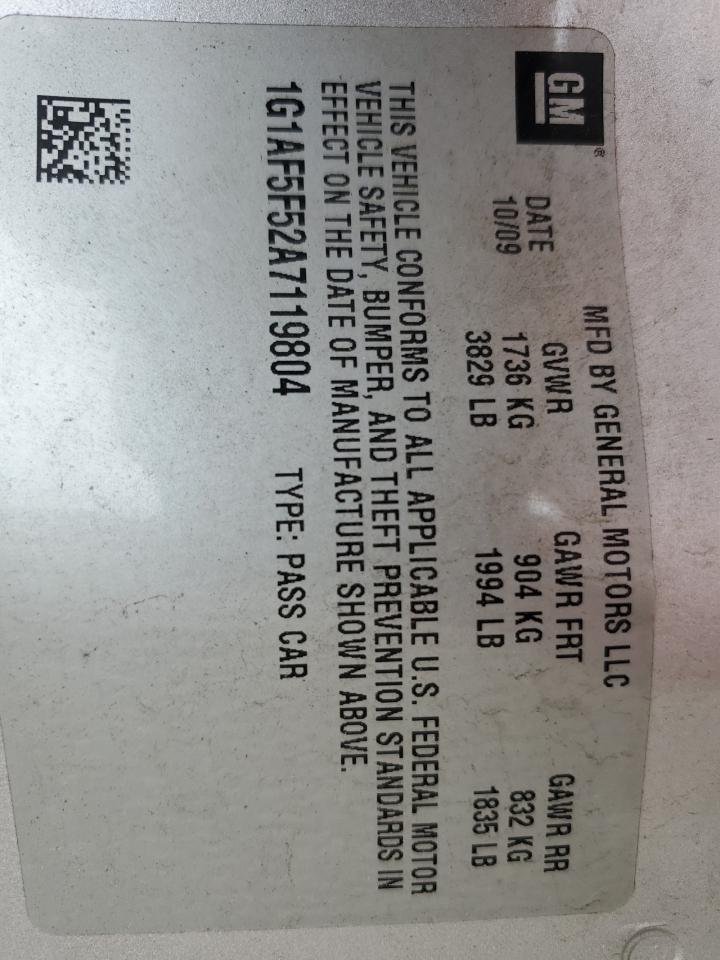 GM®
MFD BY GENERAL MOTORS LLC
DATE GVWR GAWR FRT GAWR RR
10/09 1736 KG 904 KG 832 KG
3829 LB 1994 LB 1835 LB
THIS VEHICLE CONFORMS TO ALL APPLICABLE U.S. FEDERAL MOTOR
VEHICLE SAFETY, BUMPER, AND THEFT PREVENTION STANDARDS IN
EFFECT ON THE DATE OF MANUFACTURE SHOWN ABOVE.
1G1AF5F52A7119804 TYPE: PASS CAR